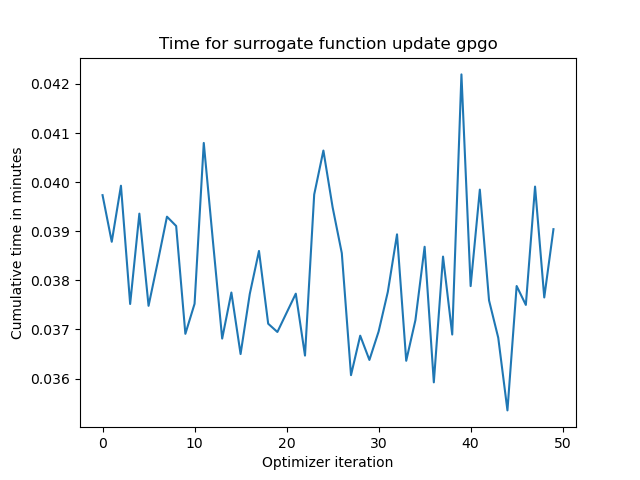 Time for surrogate function update gpgo
0.042
0.041
0.040
0.039
0.038
0.037
0.036
Cumulative time in minutes
0 10 20 30 40 50
Optimizer iteration